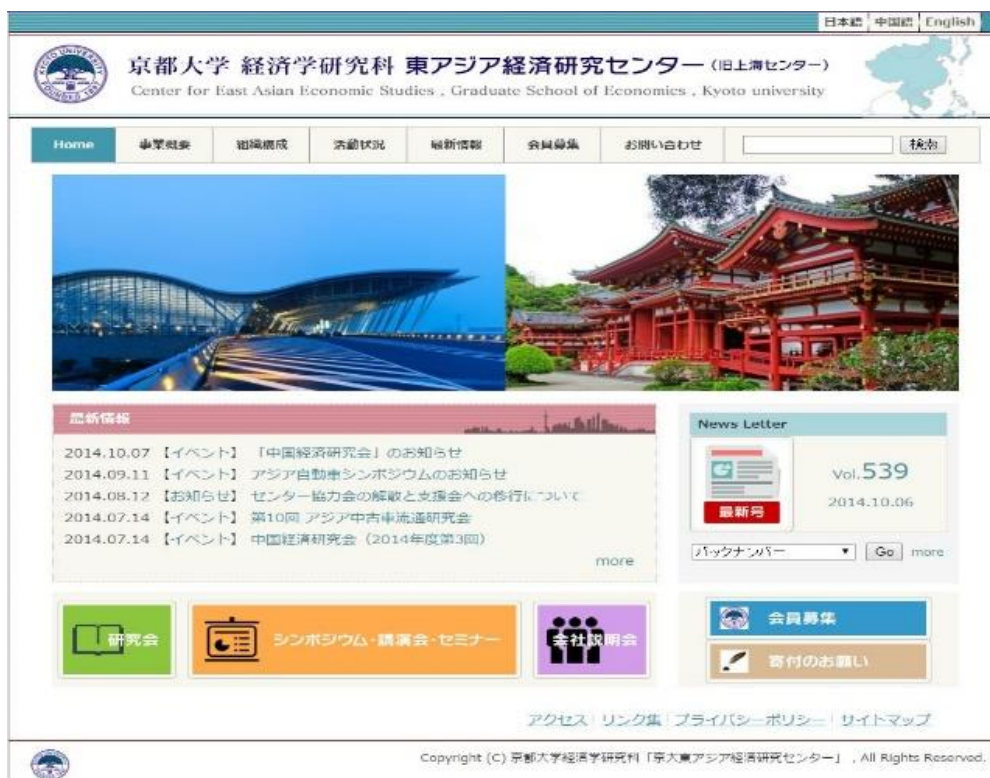 日本語 中国語 English
京都大学 経済学研究科 東アジア経済研究センター (旧上海センター)
Center for East Asian Economic Studies , Graduate School of Economics , Kyoto university
Home 事業概要 組織構成 活動状況 最新情報 会員募集 お問い合わせ 検索
最新情報
2014.10.07 【イベント】 「中国経済研究会」のお知らせ
2014.09.11 【イベント】 アジア自動車シンポジウムのお知らせ
2014.08.12 【お知らせ】 センター協力会の解散と支援会への移行について
2014.07.14 【イベント】 第10回 アジア中古車流通研究会
2014.07.14 【イベント】 中国経済研究会（2014年度第3回）
more
News Letter
Vol.539
2014.10.06
最新号
バックナンバー Go more
研究会
シンポジウム・講演会・セミナー
会社説明会
会員募集
寄付のお願い
アクセス リンク集 プライバシーポリシー サイトマップ
Copyright (C) 京都大学経済学研究科「京大東アジア経済研究センター」 , All Rights Reserved.